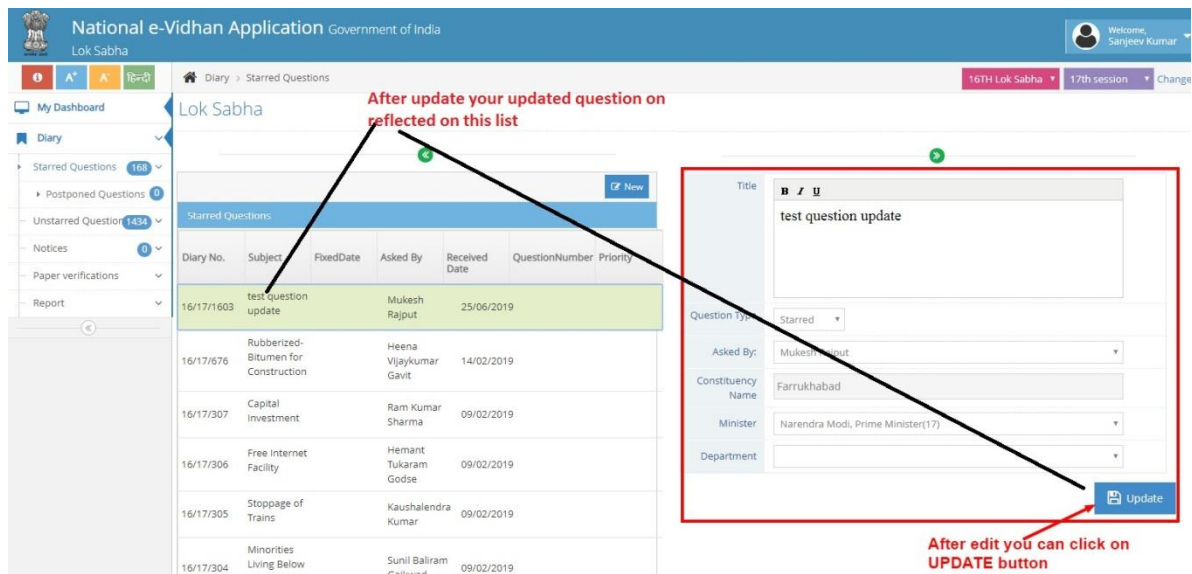 National e-Vidhan Application Government of India
Lok Sabha
Welcome,
Sanjeev Kumar
A+ A- हिन्दी
Diary > Starred Questions
16TH Lok Sabha
17th session
Change
My Dashboard
Diary
Starred Questions 168
Postponed Questions 0
Unstarred Question 1434
Notices 0
Paper verifications
Report
Lok Sabha
After update your updated question on
reflected on this list
New
Starred Questions
Diary No. Subject FixedDate Asked By Received Date QuestionNumber Priority
16/17/1603 test question update Mukesh Rajput 25/06/2019
16/17/676 Rubberized-Bitumen for Construction Heena Vijaykumar Gavit 14/02/2019
16/17/307 Capital Investment Ram Kumar Sharma 09/02/2019
16/17/306 Free Internet Facility Hemant Tukaram Godse 09/02/2019
16/17/305 Stoppage of Trains Kaushalendra Kumar 09/02/2019
16/17/304 Minorities Living Below Sunil Baliram 09/02/2019
Title
B I U
test question update
Question Type Starred
Asked By: Mukesh Rajput
Constituency Name Farrukhabad
Minister Narendra Modi, Prime Minister(17)
Department
Update
After edit you can click on
UPDATE button